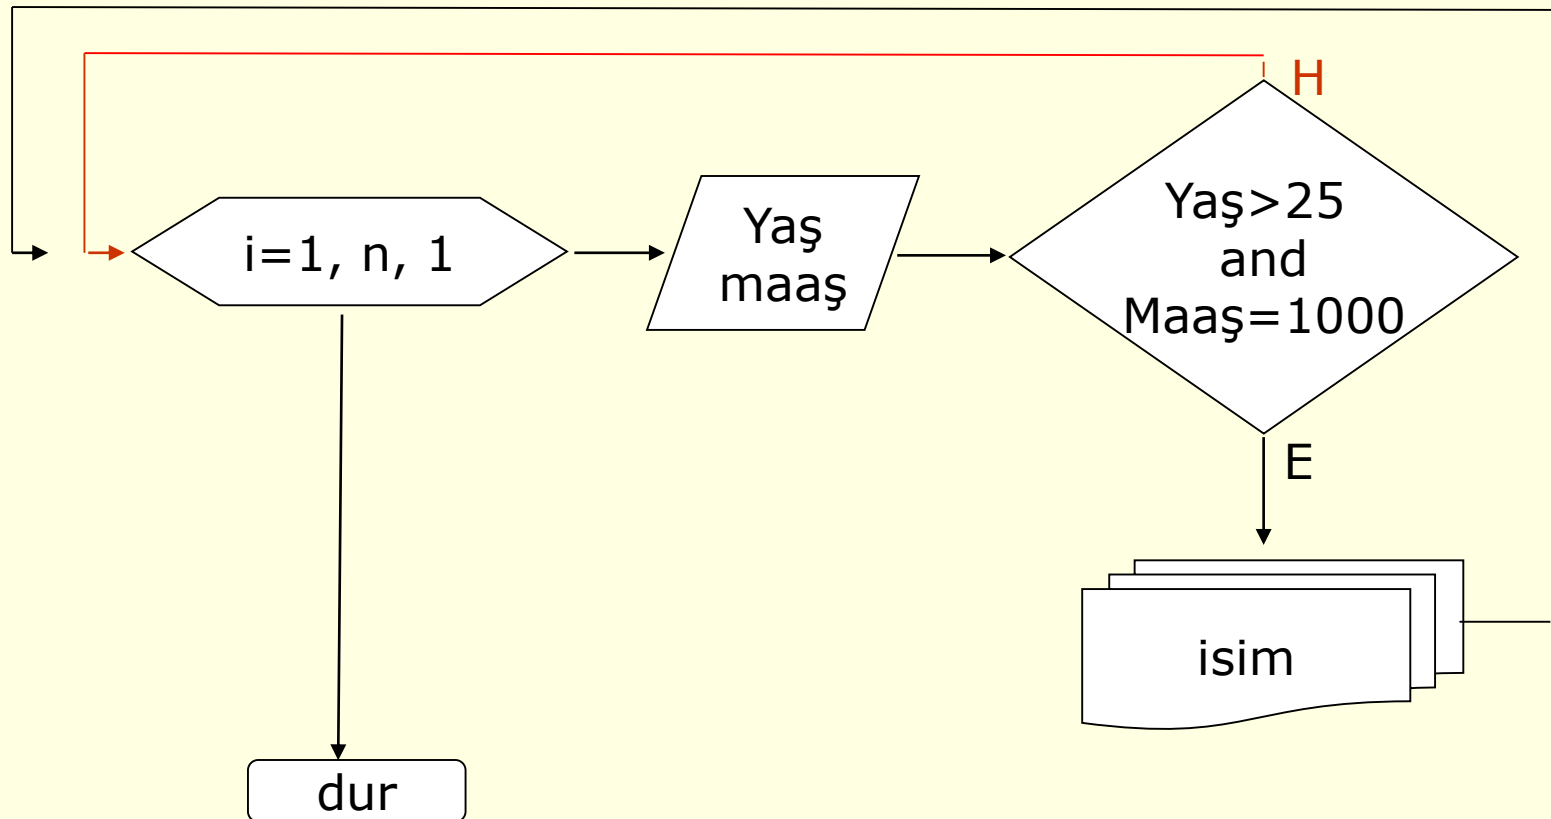 H
i=1, n, 1
Yaş
maaş
Yaş>25
and
Maaş=1000
E
isim
dur